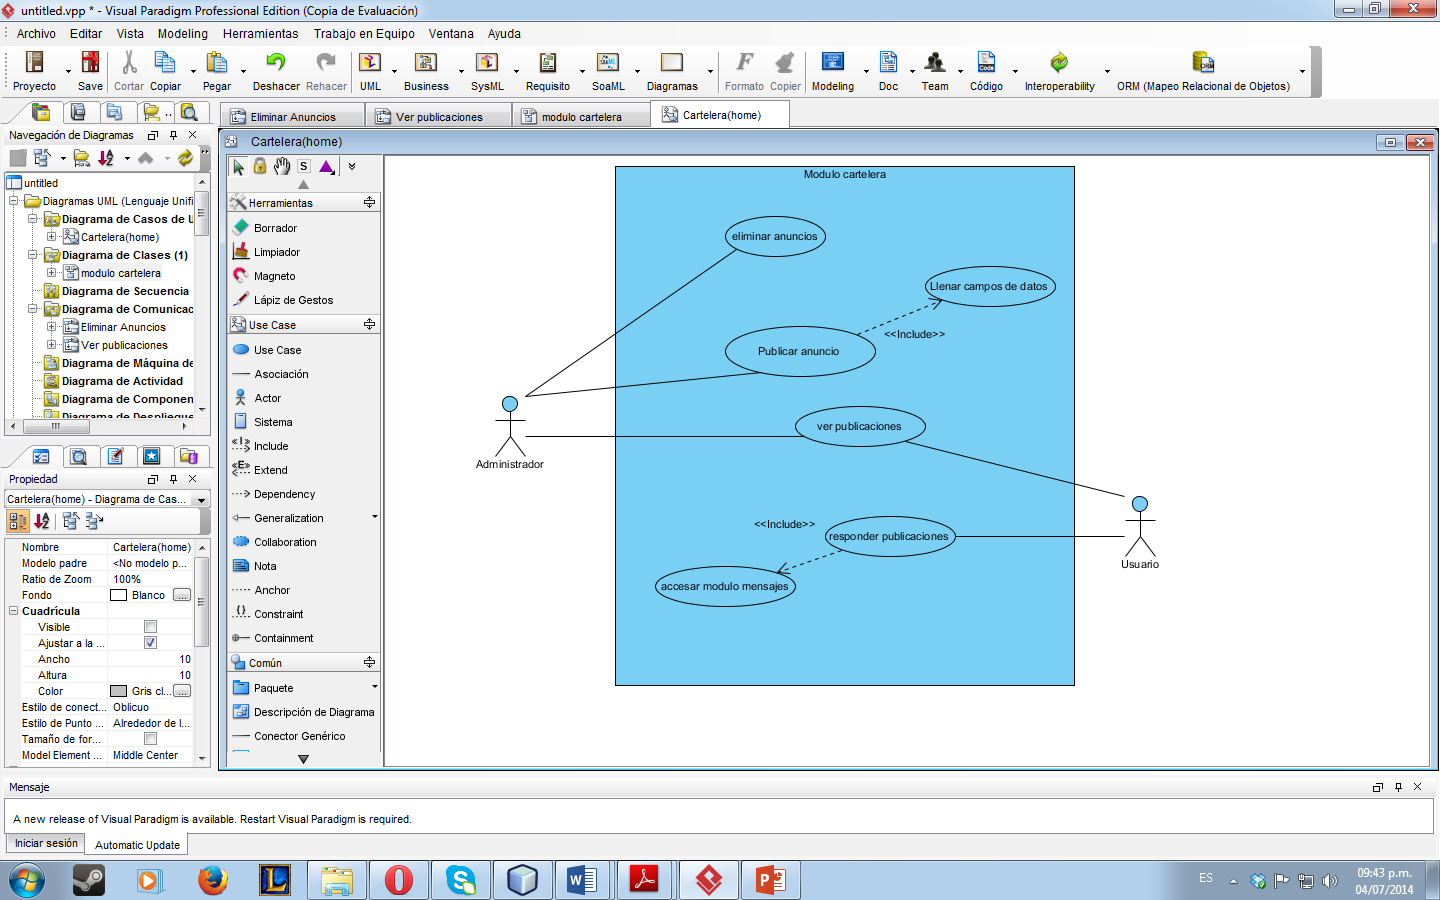 untitled.vpp * - Visual Paradigm Professional Edition (Copia de Evaluación)
Archivo Editar Vista Modeling Herramientas Trabajo en Equipo Ventana Ayuda
Proyecto Save Cortar Copiar Pegar Deshacer Rehacer UML Business SysML Requisito SoaML Diagramas Formato Copier Modeling Doc Team Código Interoperability ORM (Mapeo Relacional de Objetos)
Eliminar Anuncios Ver publicaciones modulo cartelera Cartelera(home)
Navegación de Diagramas
untitled
Diagramas UML (Lenguaje Unifi
Diagrama de Casos de U
Cartelera(home)
Diagrama de Clases (1)
modulo cartelera
Diagrama de Secuencia
Diagrama de Comunicac
Eliminar Anuncios
Ver publicaciones
Diagrama de Máquina de
Diagrama de Actividad
Diagrama de Componen
Diagrama de Despliegue
Propiedad
Cartelera(home) - Diagrama de Cas...
Nombre Cartelera(home)
Modelo padre <No modelo p...
Ratio de Zoom 100%
Fondo Blanco ...
Cuadrícula
Visible
Ajustar a la ...
Ancho 10
Altura 10
Color Gris cl... ...
Estilo de conect... Oblicuo
Estilo de Punto ... Alrededor de l...
Tamaño de for...
Model Element ... Middle Center
Cartelera(home)
S
Herramientas
Borrador
Limpiador
Magneto
Lápiz de Gestos
Use Case
Use Case
Asociación
Actor
Sistema
Include
Extend
Dependency
Generalization
Collaboration
Nota
Anchor
Constraint
Containment
Común
Paquete
Descripción de Diagrama
Conector Genérico
Modulo cartelera
eliminar anuncios
Llenar campos de datos
<<Include>>
Publicar anuncio
ver publicaciones
Administrador
<<Include>>
responder publicaciones
Usuario
accesar modulo mensajes
Mensaje
A new release of Visual Paradigm is available. Restart Visual Paradigm is required.
Iniciar sesión Automatic Update
ES
09:43 p.m.
04/07/2014